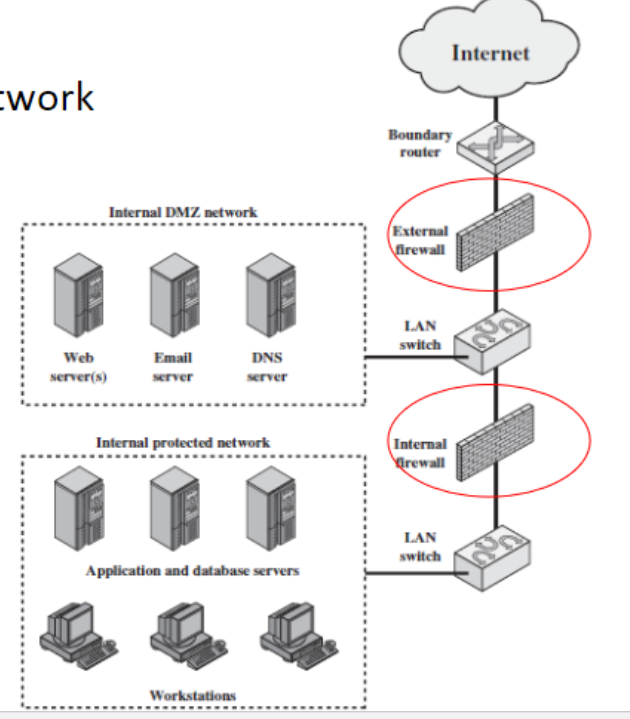 Internet
twork
Boundary
router
Internal DMZ network
External
firewall
LAN
switch
Web
server(s)
Email
server
DNS
server
Internal protected network
Internal
firewall
LAN
switch
Application and database servers
Workstations